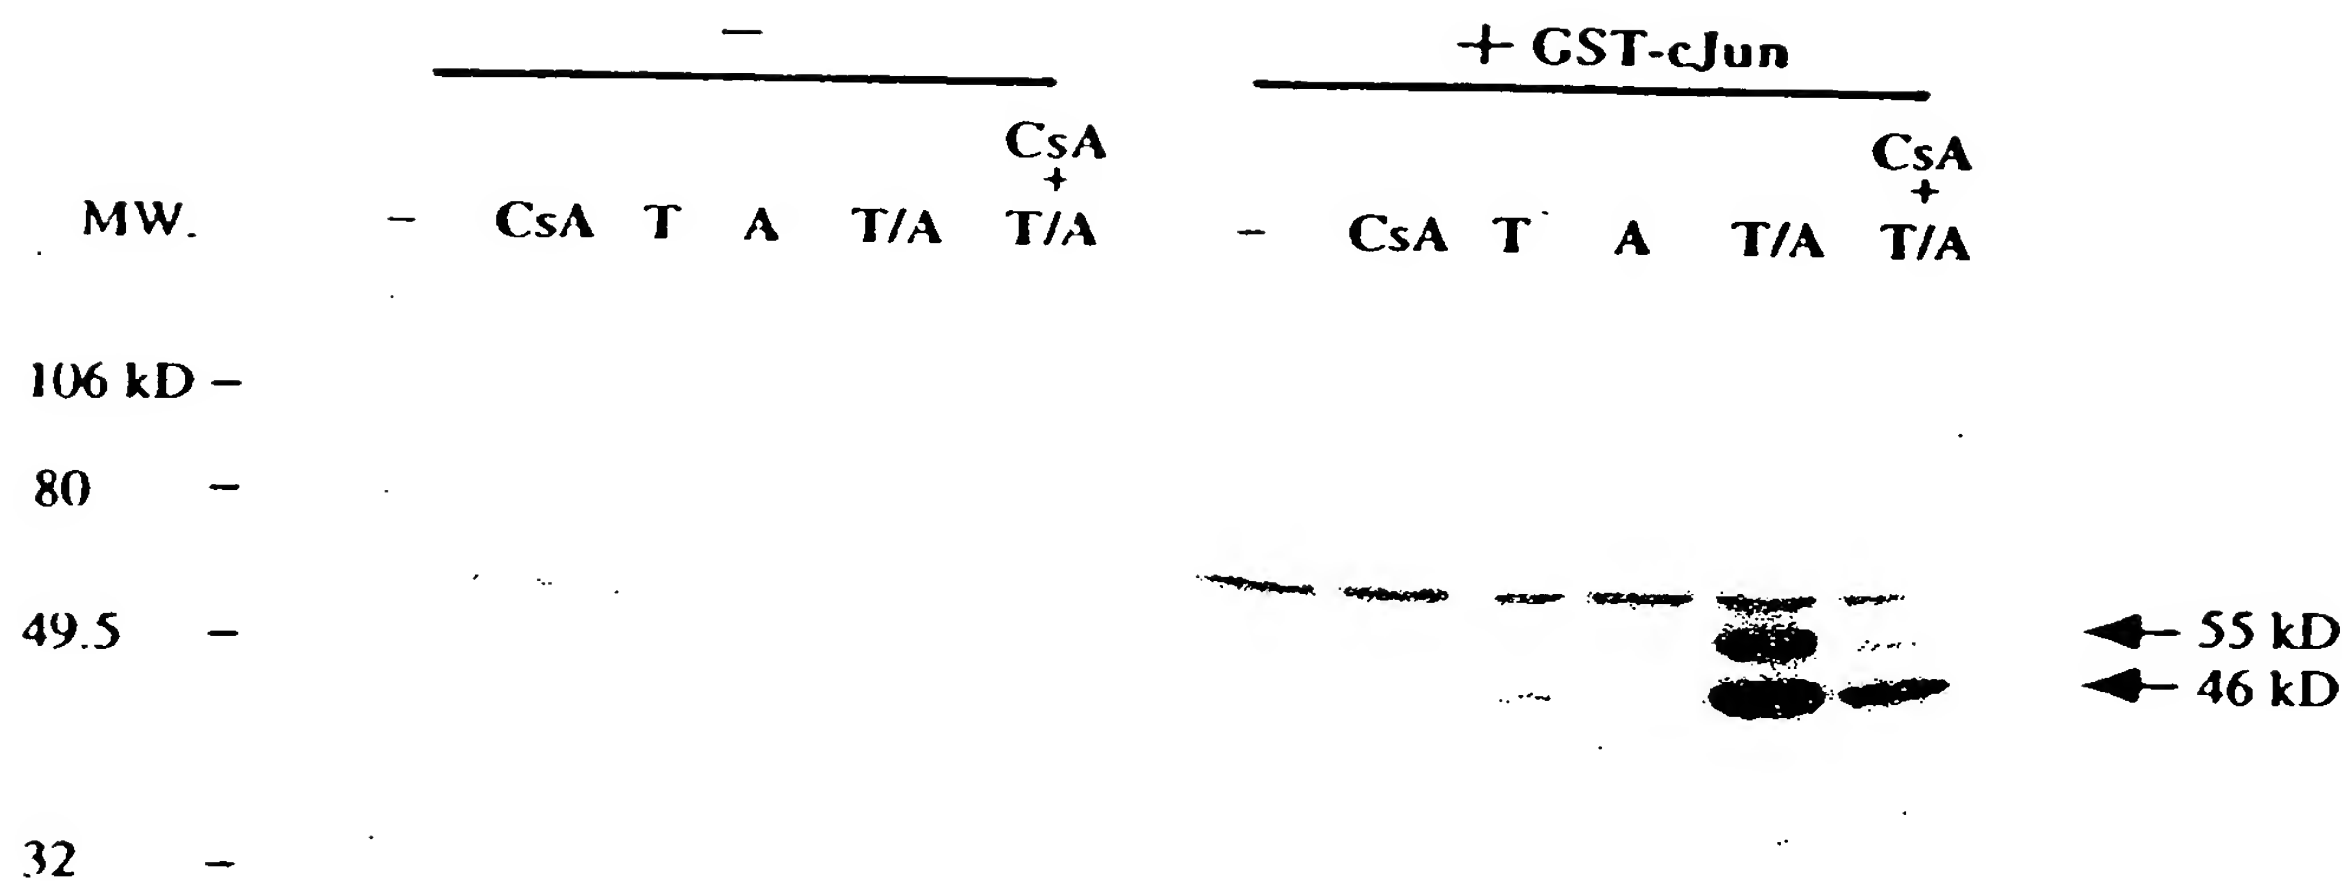 − + GST-cJun
CsA CsA
+ +
MW. − CsA T A T/A T/A − CsA T A T/A T/A
106 kD −
80 −
49.5 − 55 kD
46 kD
32 −